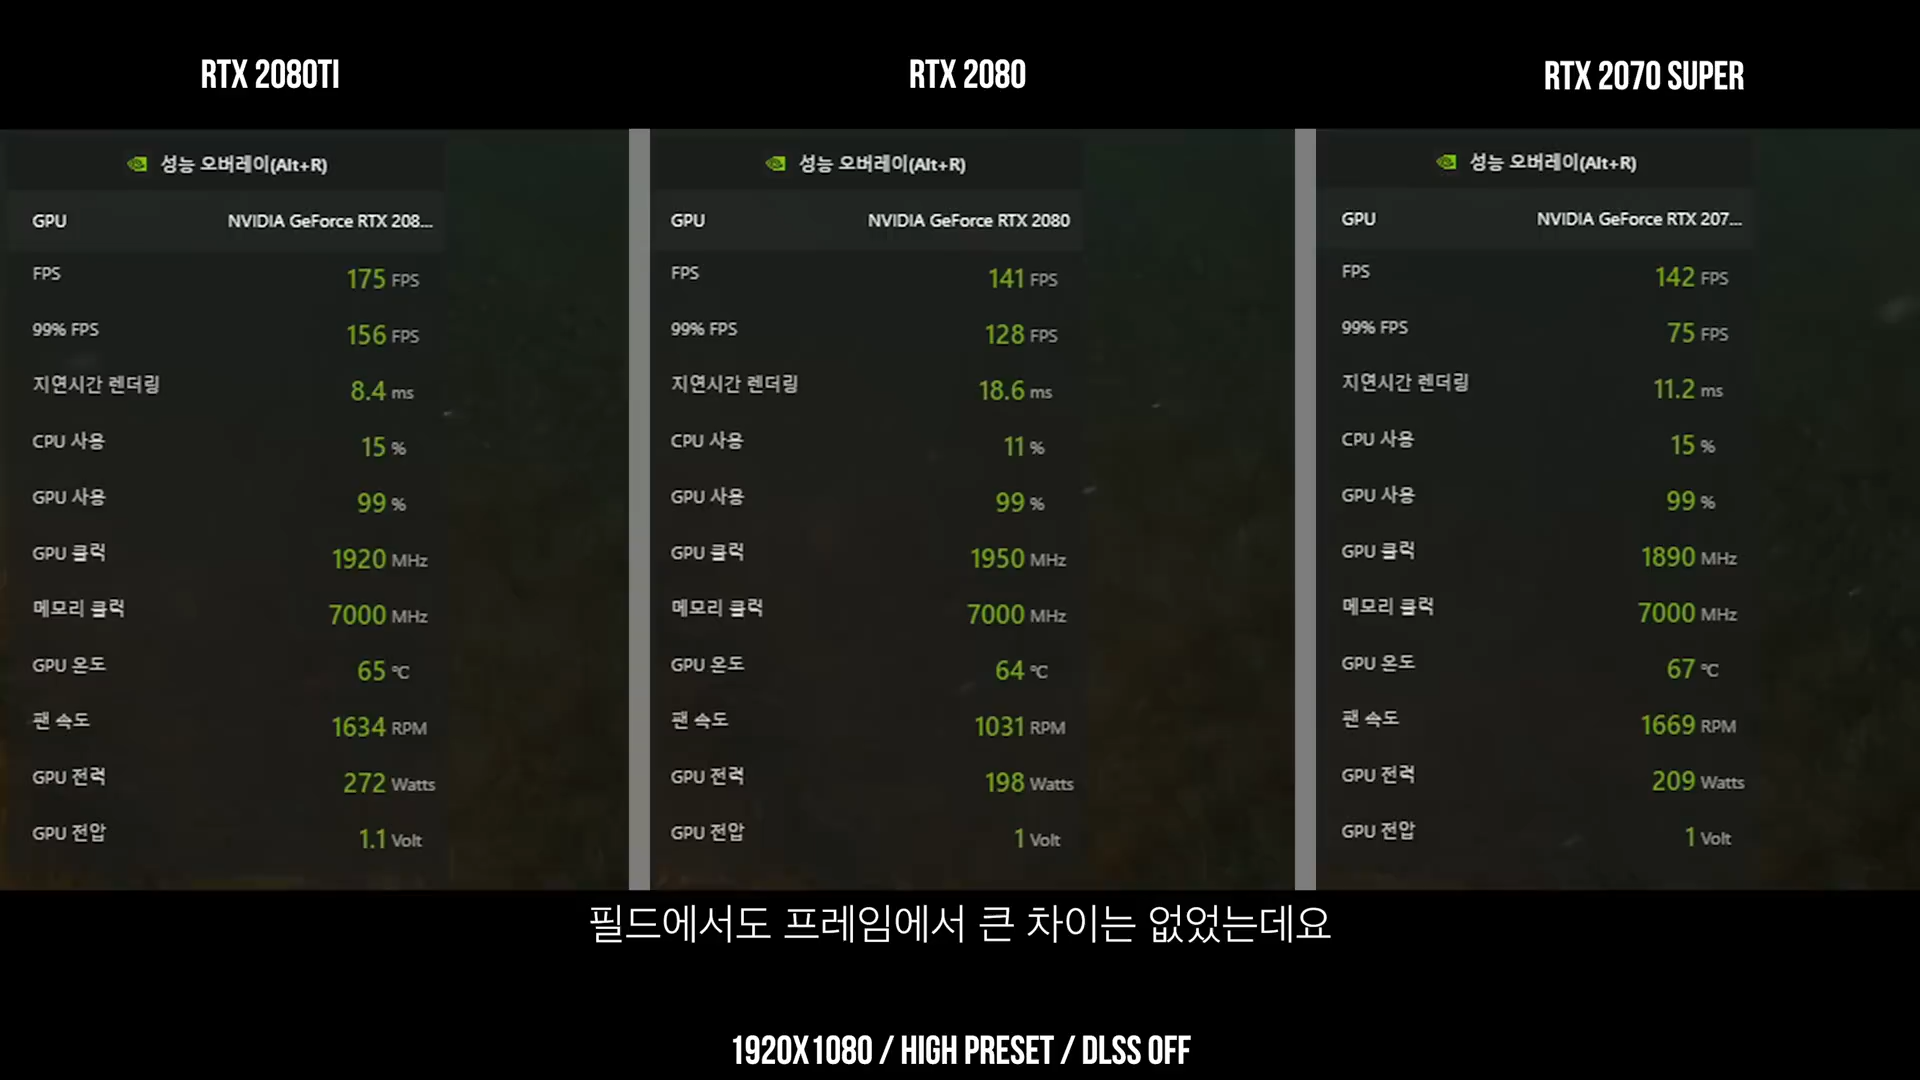 RTX 2080TI
RTX 2080
RTX 2070 SUPER
성능 오버레이(Alt+R)
GPU NVIDIA GeForce RTX 208...
FPS 175 FPS
99% FPS 156 FPS
지연시간 렌더링 8.4 ms
CPU 사용 15 %
GPU 사용 99 %
GPU 클럭 1920 MHz
메모리 클럭 7000 MHz
GPU 온도 65 ℃
팬 속도 1634 RPM
GPU 전력 272 Watts
GPU 전압 1.1 Volt
성능 오버레이(Alt+R)
GPU NVIDIA GeForce RTX 2080
FPS 141 FPS
99% FPS 128 FPS
지연시간 렌더링 18.6 ms
CPU 사용 11 %
GPU 사용 99 %
GPU 클럭 1950 MHz
메모리 클럭 7000 MHz
GPU 온도 64 ℃
팬 속도 1031 RPM
GPU 전력 198 Watts
GPU 전압 1 Volt
성능 오버레이(Alt+R)
GPU NVIDIA GeForce RTX 207...
FPS 142 FPS
99% FPS 75 FPS
지연시간 렌더링 11.2 ms
CPU 사용 15 %
GPU 사용 99 %
GPU 클럭 1890 MHz
메모리 클럭 7000 MHz
GPU 온도 67 ℃
팬 속도 1669 RPM
GPU 전력 209 Watts
GPU 전압 1 Volt
필드에서도 프레임에서 큰 차이는 없었는데요
1920X1080 / HIGH PRESET / DLSS OFF